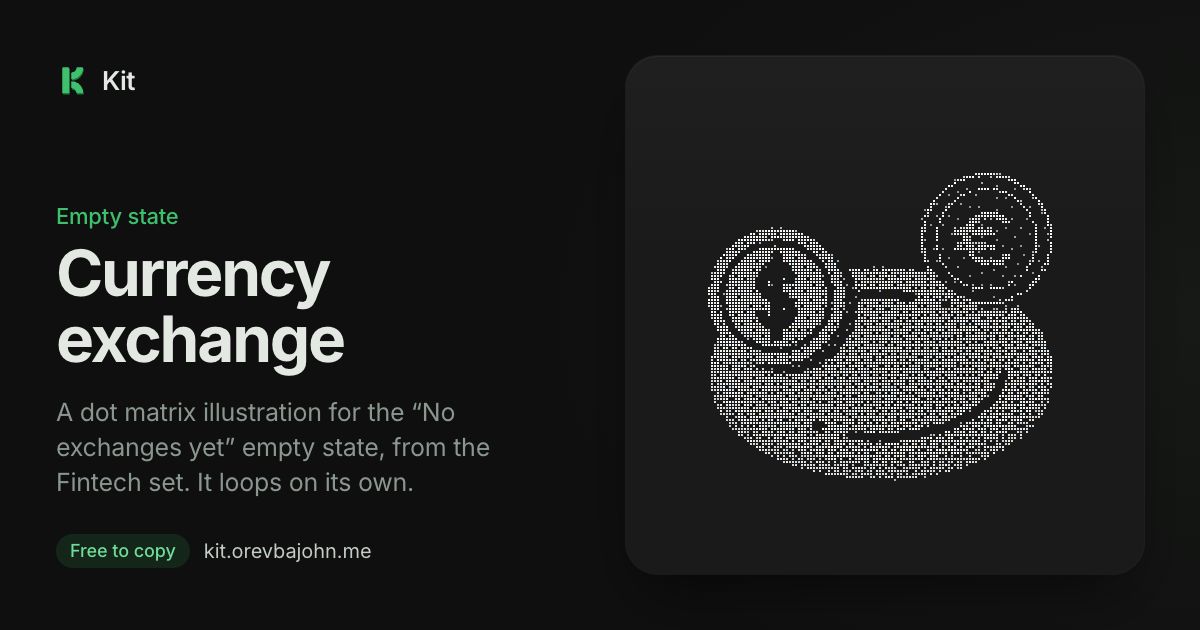 Kit
Empty state
Currency
exchange
A dot matrix illustration for the “No
exchanges yet” empty state, from the
Fintech set. It loops on its own.
Free to copy
kit.orevbajohn.me
$
€